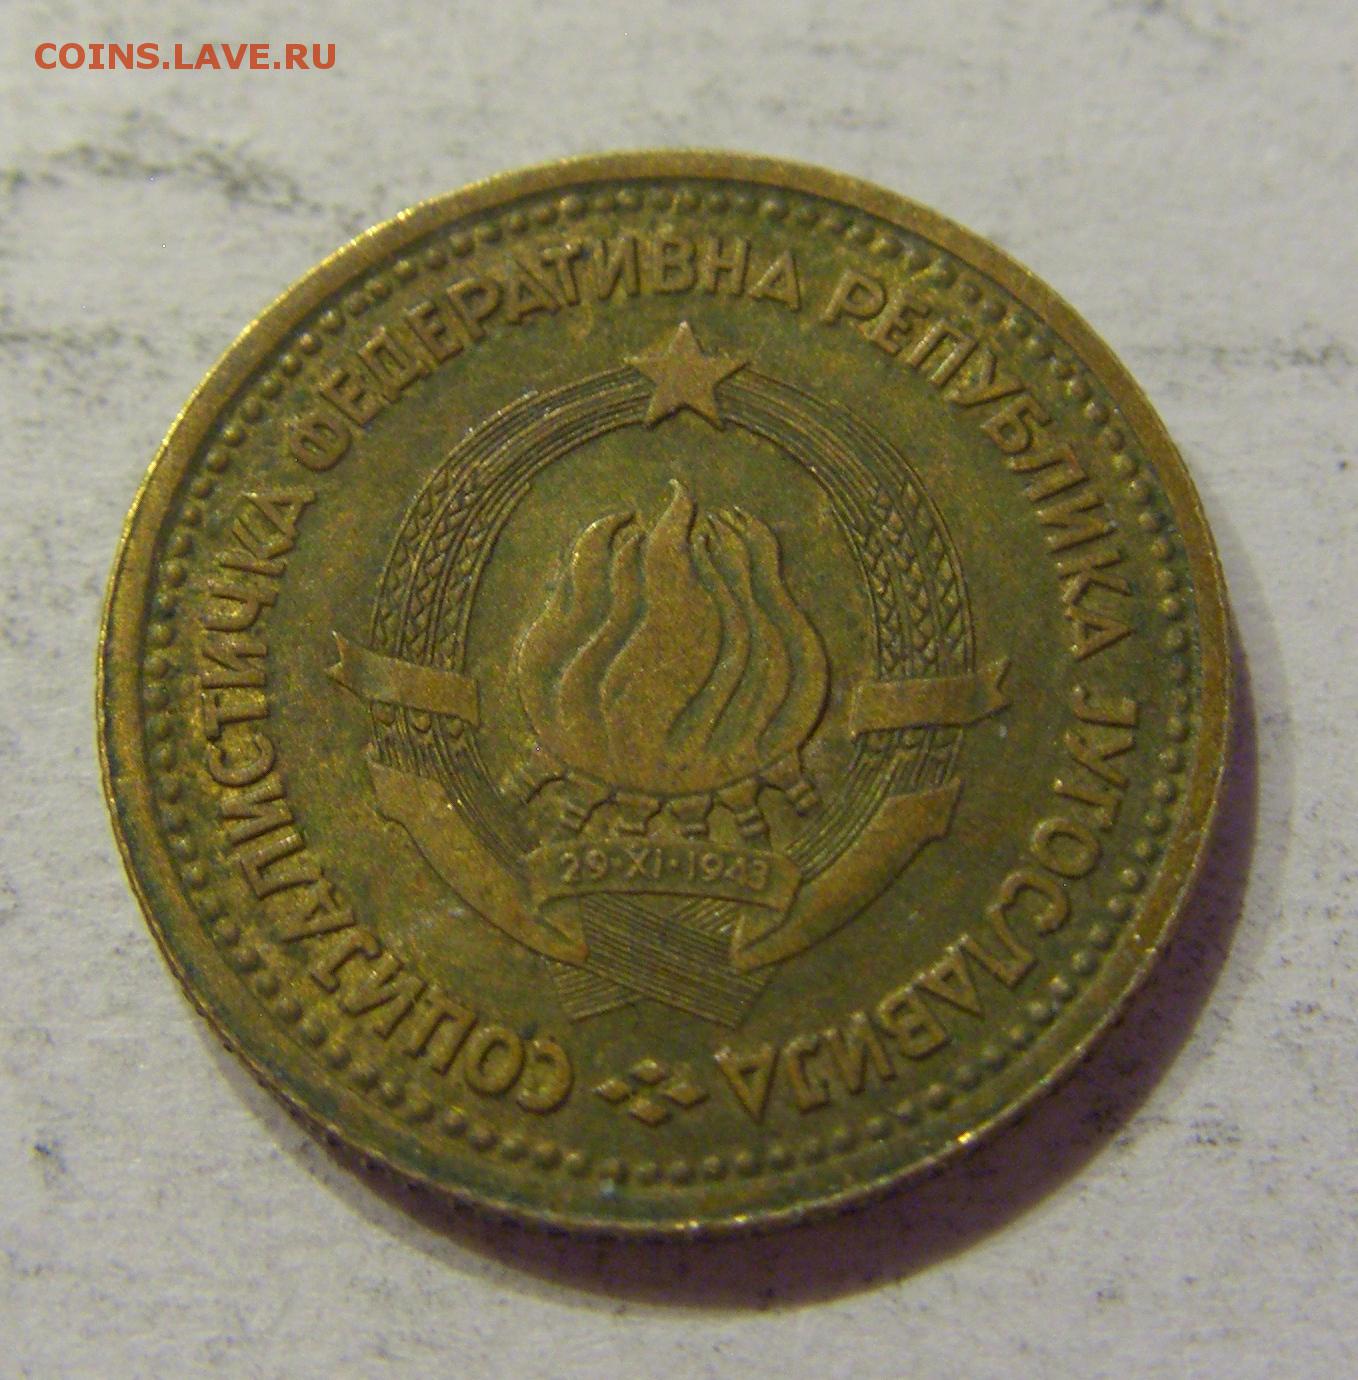 COINS.LAVE.RU
СОЦИЈАЛИСТИЧКА ФЕДЕРАТИВНА РЕПУБЛИКА ЈУГОСЛАВИЈА
29·XI·1943